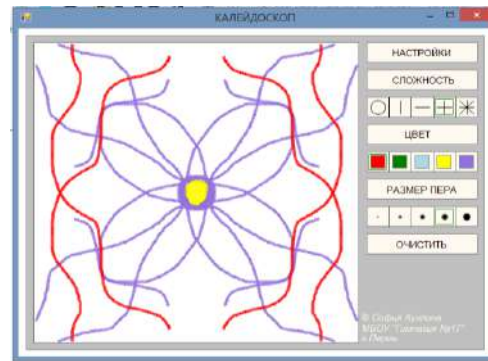 КАЛЕЙДОСКОП
НАСТРОЙКИ
СЛОЖНОСТЬ
ЦВЕТ
РАЗМЕР ПЕРА
ОЧИСТИТЬ
© Софья
МБОУ "Гимназия №17"
г.Пермь